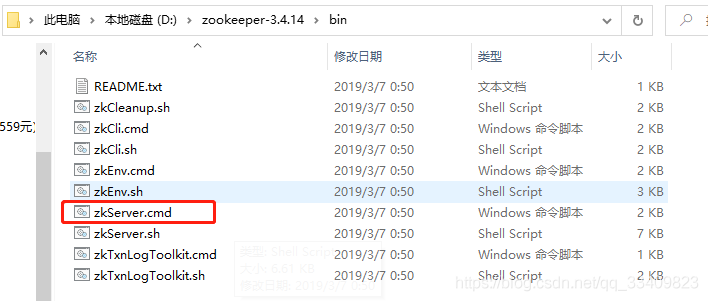 此电脑 > 本地磁盘 (D:) > zookeeper-3.4.14 > bin
名称 修改日期 类型 大小
README.txt 2019/3/7 0:50 文本文档 1 KB
zkCleanup.sh 2019/3/7 0:50 Shell Script 2 KB
559元) zkCli.cmd 2019/3/7 0:50 Windows 命令脚本 2 KB
zkCli.sh 2019/3/7 0:50 Shell Script 2 KB
zkEnv.cmd 2019/3/7 0:50 Windows 命令脚本 2 KB
zkEnv.sh 2019/3/7 0:50 Shell Script 3 KB
zkServer.cmd 2019/3/7 0:50 Windows 命令脚本 2 KB
zkServer.sh 2019/3/7 0:50 Shell Script 7 KB
zkTxnLogToolkit.cmd 2019/3/7 0:50 Windows 命令脚本 2 KB
类型: Shell Script
zkTxnLogToolkit.sh 2019/3/7 0:50 Shell Script 2 KB
大小: 6.61 KB
修改日期: 2019/3/7 0:50
https://blog.csdn.net/qq_33409823